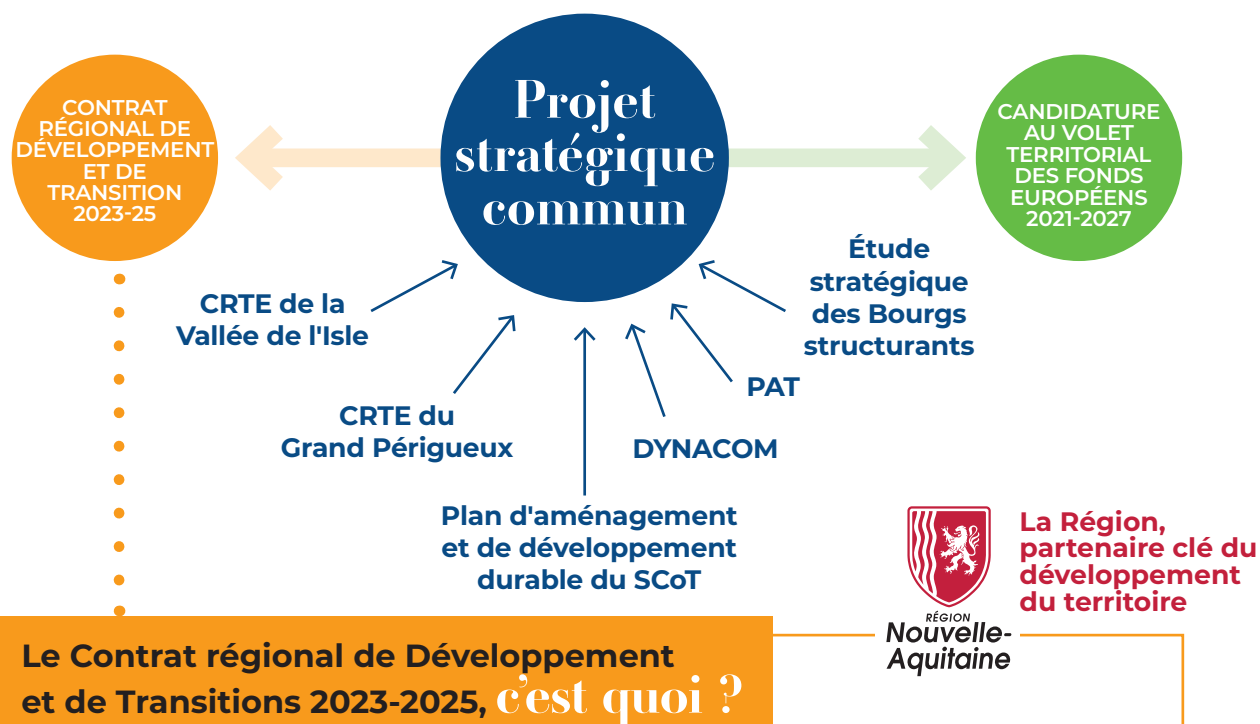 CONTRAT
RÉGIONAL DE
DÉVELOPPEMENT
ET DE
TRANSITION
2023-25
Projet
stratégique
commun
CANDIDATURE
AU VOLET
TERRITORIAL
DES FONDS
EUROPÉENS
2021-2027
CRTE de la
Vallée de l'Isle
CRTE du
Grand Périgueux
Plan d'aménagement
et de développement
durable du SCoT
DYNACOM
PAT
Étude
stratégique
des Bourgs
structurants
RÉGION
Nouvelle-
Aquitaine
La Région,
partenaire clé du
développement
du territoire
Le Contrat régional de Développement
et de Transitions 2023-2025, c'est quoi ?